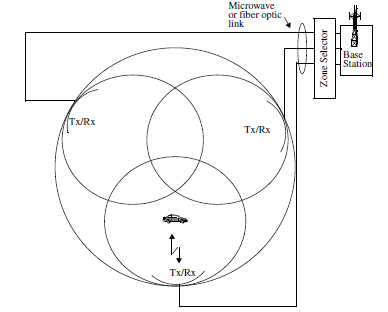 Microwave
or fiber optic
link
Zone Selector
Base
Station
Tx/Rx
Tx/Rx
Tx/Rx